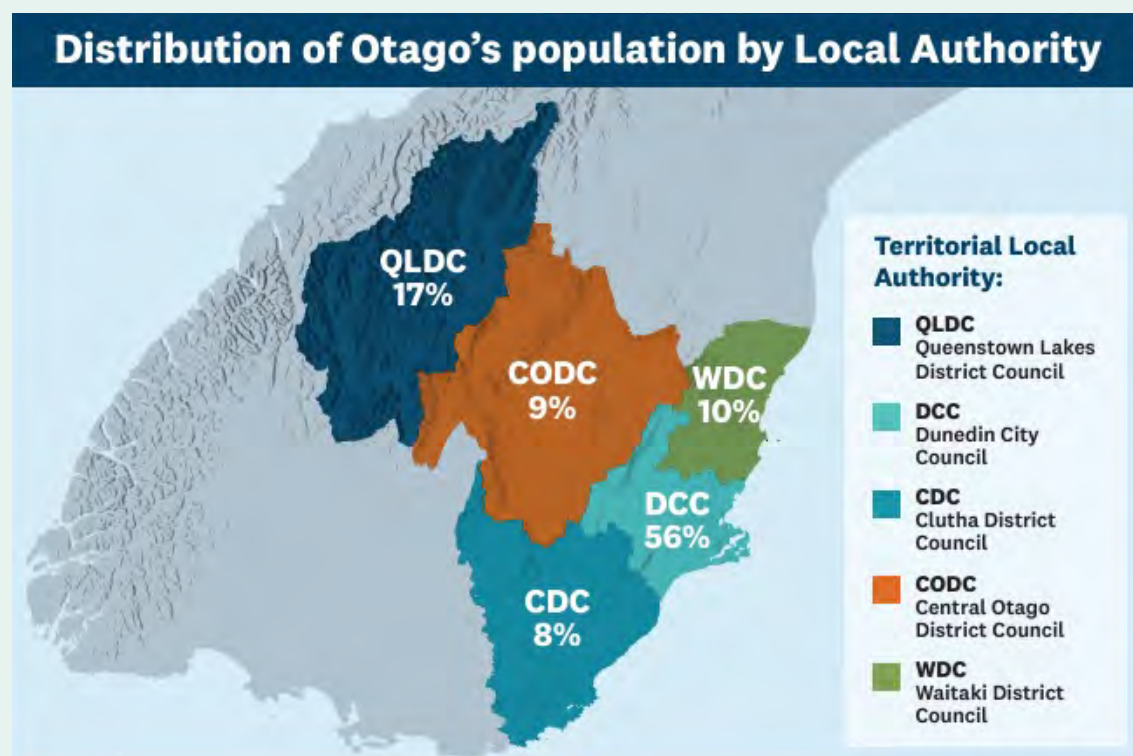 Distribution of Otago's population by Local Authority
QLDC
17%
CODC
9%
WDC
10%
DCC
56%
CDC
8%
Territorial Local
Authority:
QLDC
Queenstown Lakes
District Council
DCC
Dunedin City
Council
CDC
Clutha District
Council
CODC
Central Otago
District Council
WDC
Waitaki District
Council